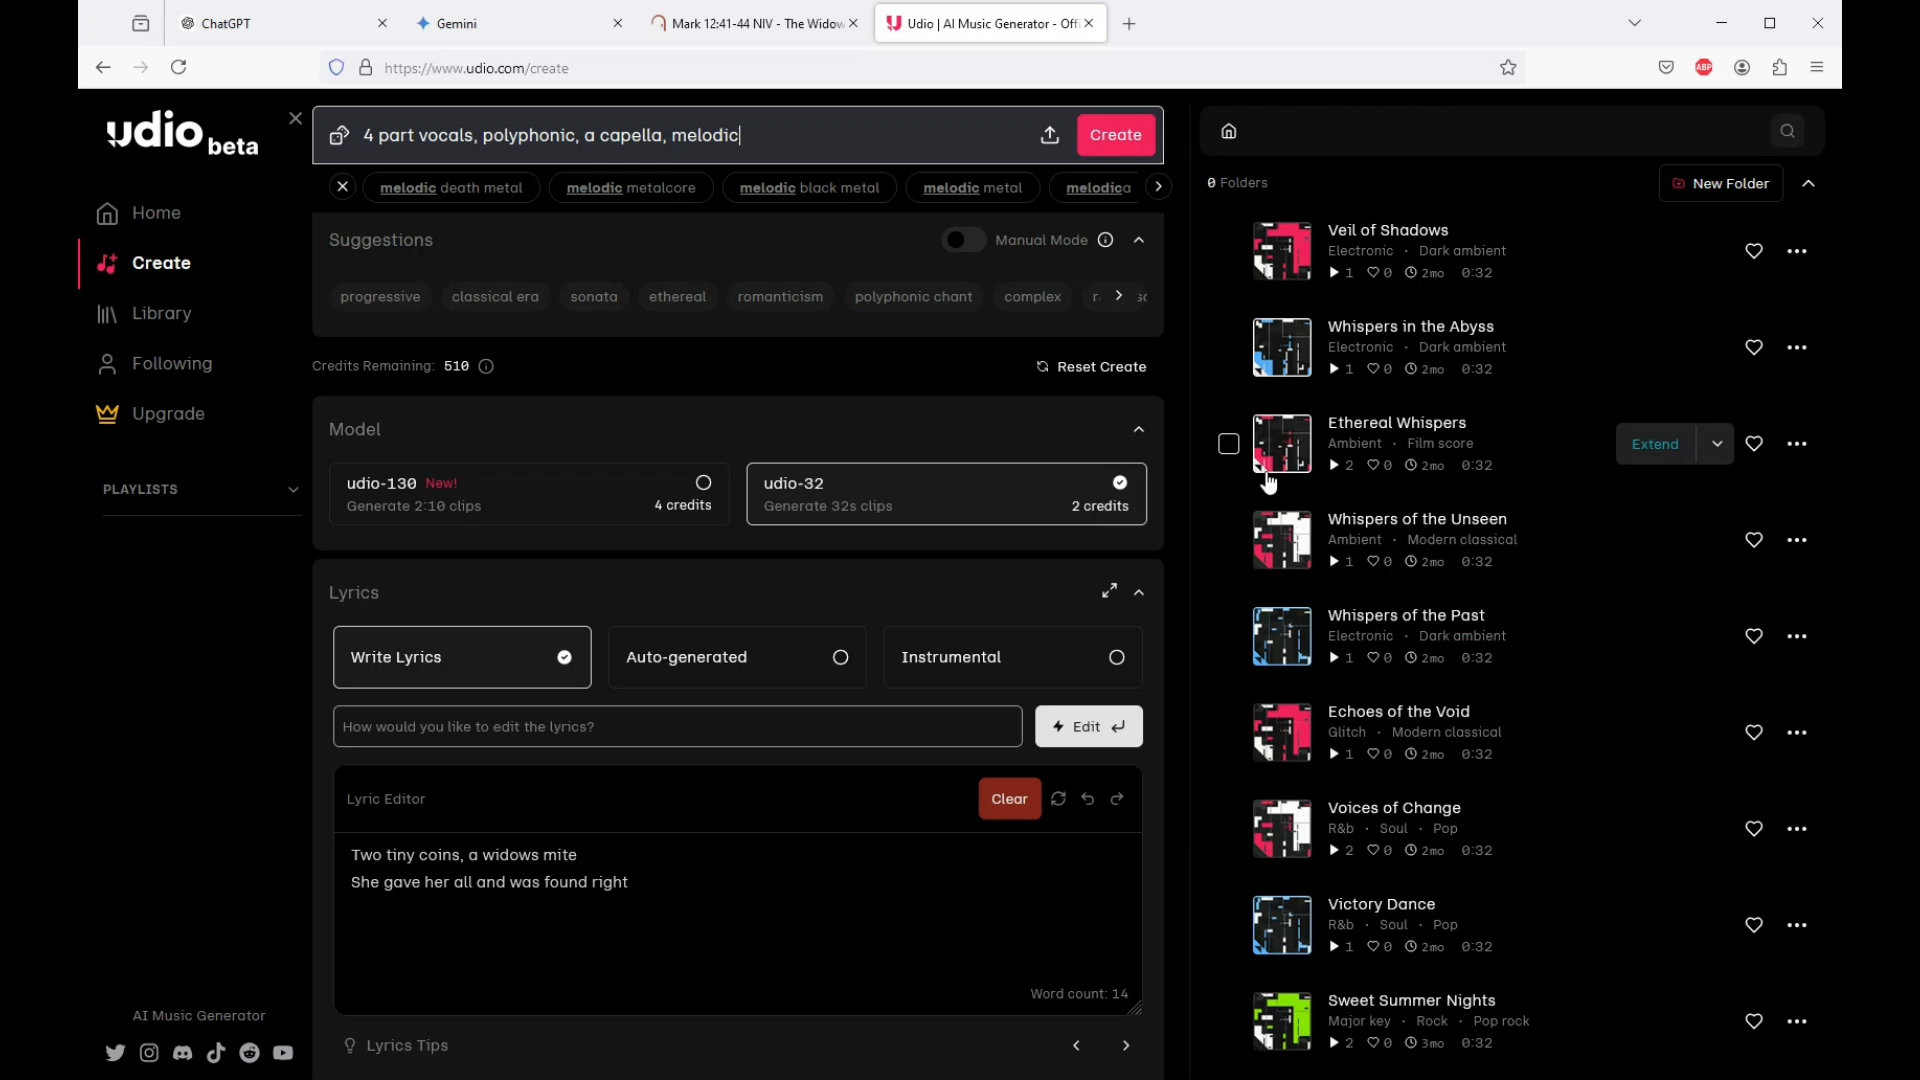 ChatGPT
Gemini
Mark 12:41-44 NIV - The Widow
Udio | AI Music Generator - Offi
https://www.udio.com/create
ABP
udio beta
Home
Create
Library
Following
Upgrade
PLAYLISTS
AI Music Generator
4 part vocals, polyphonic, a capella, melodic
Create
melodic death metal
melodic metalcore
melodic black metal
melodic metal
melodica
Suggestions
Manual Mode
progressive
classical era
sonata
ethereal
romanticism
polyphonic chant
complex
Credits Remaining: 510
Reset Create
Model
udio-130 New!
Generate 2:10 clips
4 credits
udio-32
Generate 32s clips
2 credits
Lyrics
Write Lyrics
Auto-generated
Instrumental
How would you like to edit the lyrics?
Edit
Lyric Editor
Clear
Two tiny coins, a widows mite
She gave her all and was found right
Word count: 14
Lyrics Tips
0 Folders
New Folder
Veil of Shadows
Electronic · Dark ambient
1 0 2mo 0:32
Whispers in the Abyss
Electronic · Dark ambient
1 0 2mo 0:32
Ethereal Whispers
Ambient · Film score
2 0 2mo 0:32
Extend
Whispers of the Unseen
Ambient · Modern classical
1 0 2mo 0:32
Whispers of the Past
Electronic · Dark ambient
1 0 2mo 0:32
Echoes of the Void
Glitch · Modern classical
1 0 2mo 0:32
Voices of Change
R&b · Soul · Pop
2 0 2mo 0:32
Victory Dance
R&b · Soul · Pop
1 0 2mo 0:32
Sweet Summer Nights
Major key · Rock · Pop rock
2 0 3mo 0:32